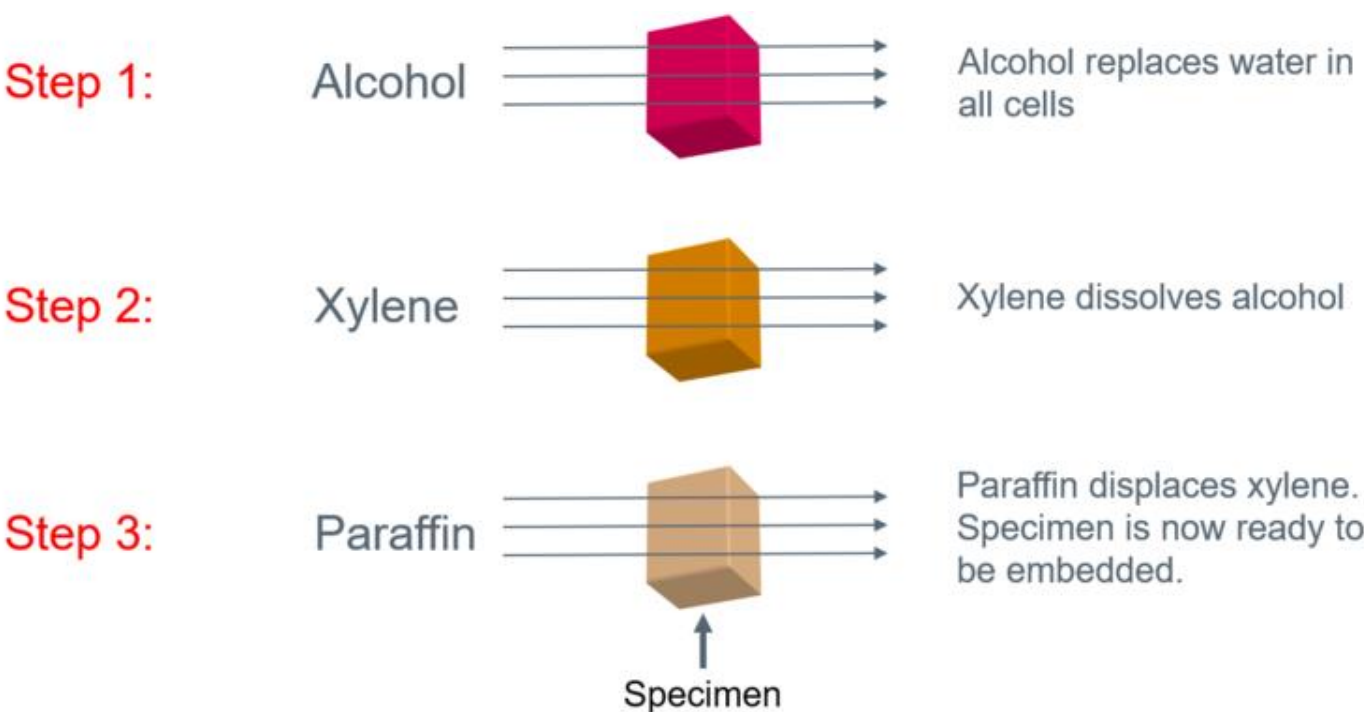 Step 1:
Alcohol
Alcohol replaces water in
all cells
Step 2:
Xylene
Xylene dissolves alcohol
Step 3:
Paraffin
Paraffin displaces xylene.
Specimen is now ready to
be embedded.
Specimen